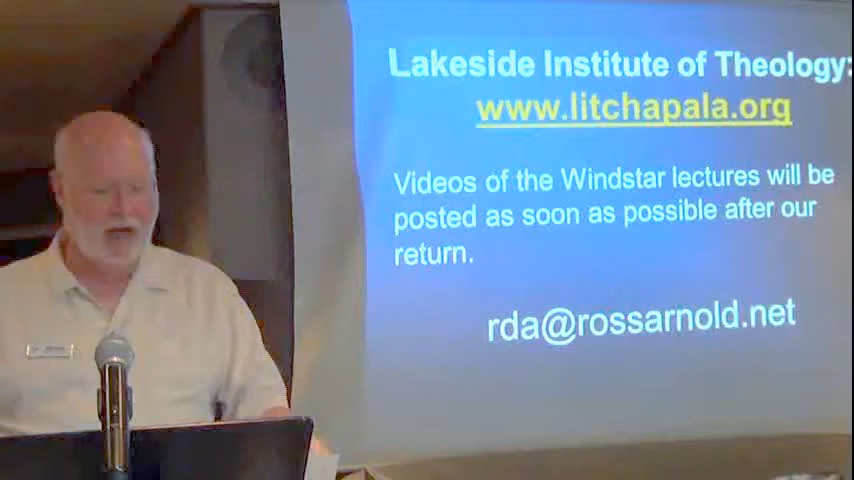 Lakeside Institute of Theology:
www.litchapala.org
Videos of the Windstar lectures will be
posted as soon as possible after our
return.
rda@rossarnold.net